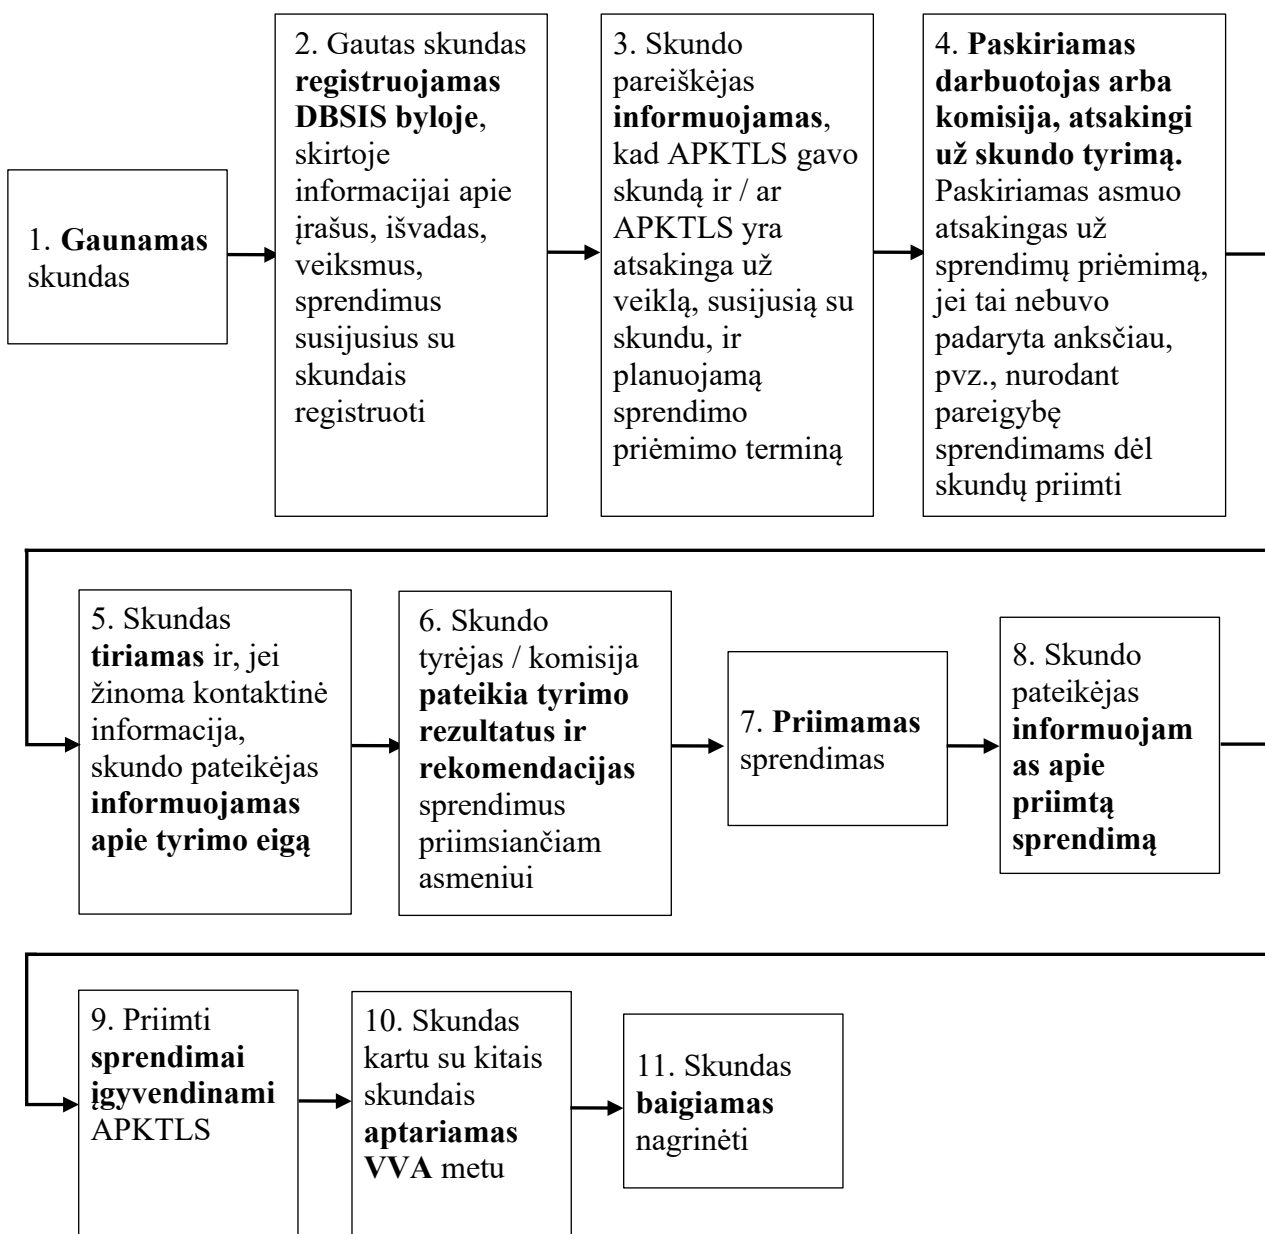 1. Gaunamas
skundas
2. Gautas skundas
registruojamas
DBSIS byloje,
skirtoje
informacijai apie
įrašus, išvadas,
veiksmus,
sprendimus
susijusius su
skundais
registruoti
3. Skundo
pareiškėjas
informuojamas,
kad APKTLS gavo
skundą ir / ar
APKTLS yra
atsakinga už
veiklą, susijusią su
skundu, ir
planuojamą
sprendimo
priėmimo terminą
4. Paskiriamas
darbuotojas arba
komisija, atsakingi
už skundo tyrimą.
Paskiriamas asmuo
atsakingas už
sprendimų priėmimą,
jei tai nebuvo
padaryta anksčiau,
pvz., nurodant
pareigybę
sprendimams dėl
skundų priimti
5. Skundas
tiriamas ir, jei
žinoma kontaktinė
informacija,
skundo pateikėjas
informuojamas
apie tyrimo eigą
6. Skundo
tyrėjas / komisija
pateikia tyrimo
rezultatus ir
rekomendacijas
sprendimus
priimsiančiam
asmeniui
7. Priimamas
sprendimas
8. Skundo
pateikėjas
informuojam
as apie
priimtą
sprendimą
9. Priimti
sprendimai
įgyvendinami
APKTLS
10. Skundas
kartu su kitais
skundais
aptariamas
VVA metu
11. Skundas
baigiamas
nagrinėti